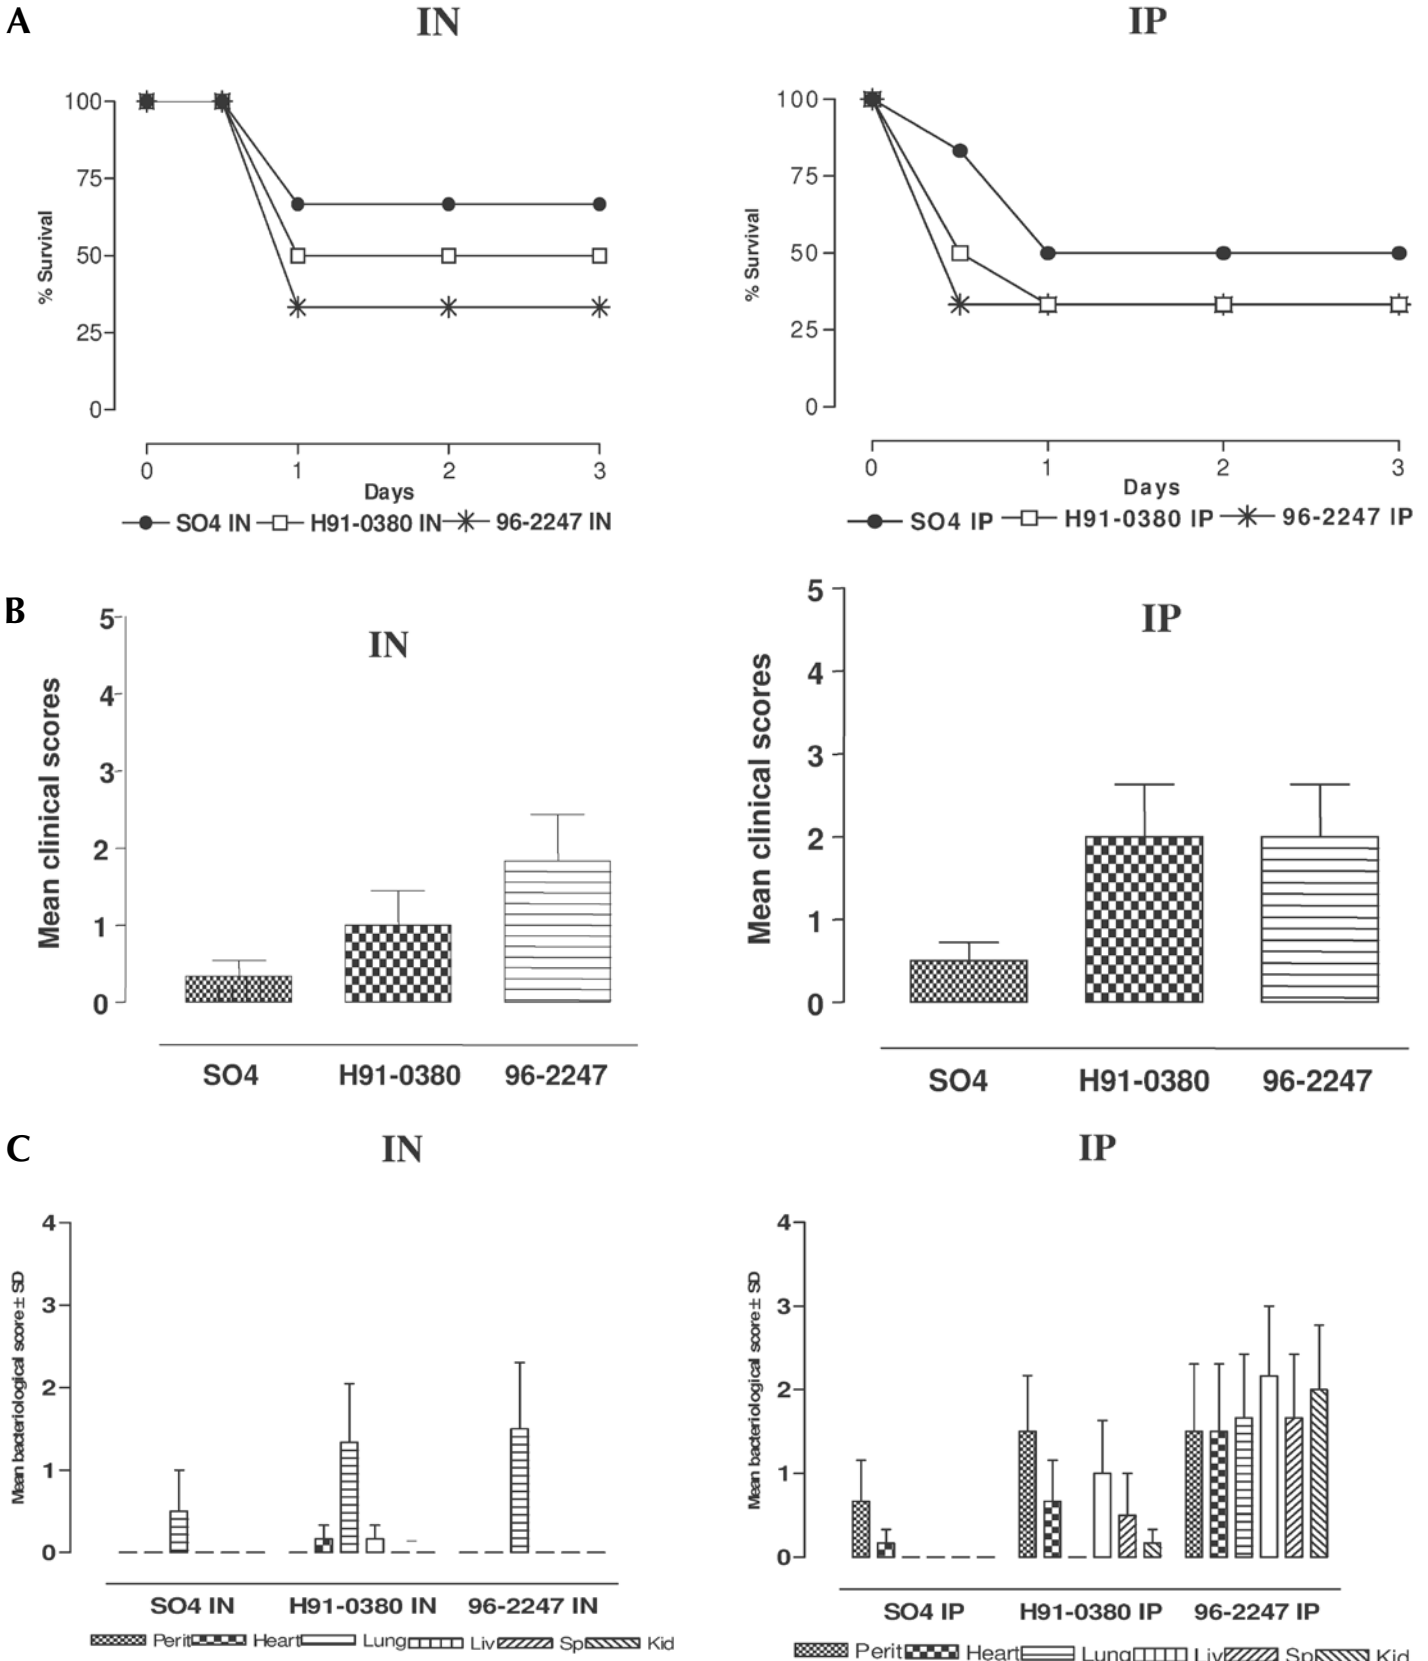 A
IN
IP
% Survival
100
75
50
25
0
0 1 2 3
Days
SO4 IN H91-0380 IN 96-2247 IN
% Survival
100
75
50
25
0
0 1 2 3
Days
SO4 IP H91-0380 IP 96-2247 IP
B
IN
Mean clinical scores
5
4
3
2
1
0
SO4 H91-0380 96-2247
IP
Mean clinical scores
5
4
3
2
1
0
SO4 H91-0380 96-2247
C
IN
Mean bacteriological score ± SD
4
3
2
1
0
SO4 IN H91-0380 IN 96-2247 IN
Perit Heart Lung Liv Sp Kid
IP
Mean bacteriological score ± SD
4
3
2
1
0
SO4 IP H91-0380 IP 96-2247 IP
Perit Heart Lung Liv Sp Kid